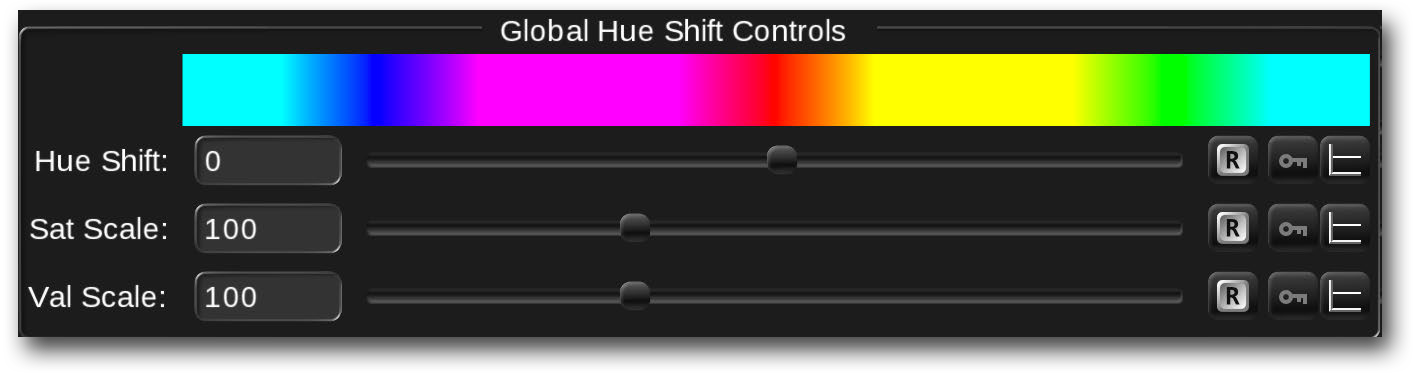 Global Hue Shift Controls
Hue Shift: 0 R
Sat Scale: 100 R
Val Scale: 100 R